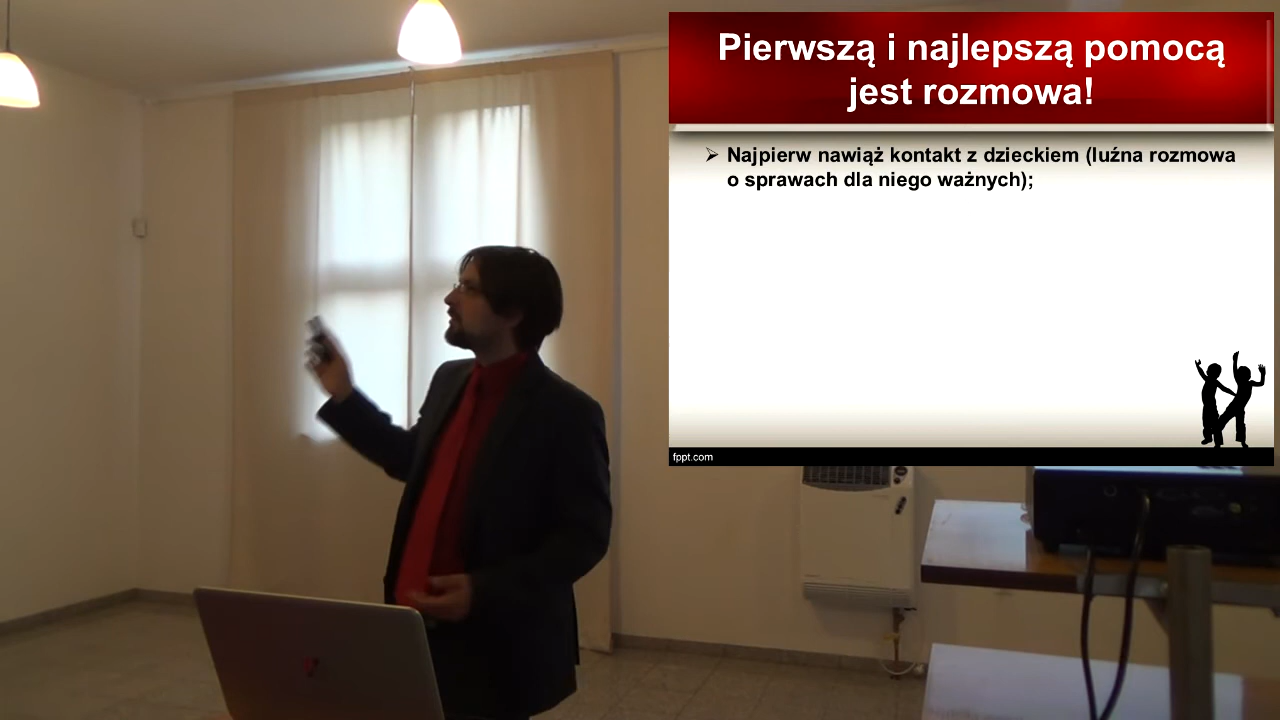 Pierwszą i najlepszą pomocą
jest rozmowa!
➢ Najpierw nawiąż kontakt z dzieckiem (luźna rozmowa
o sprawach dla niego ważnych);
fppt.com